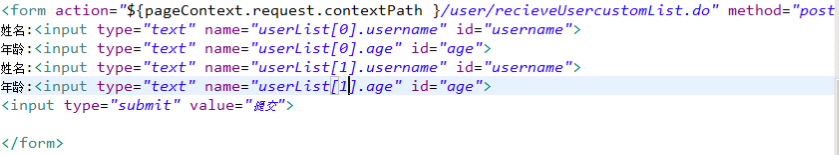 <form action="${pageContext.request.contextPath }/user/recieveUsercustomList.do" method="post
姓名:<input type="text" name="userList[0].username" id="username">
年龄:<input type="text" name="userList[0].age" id="age">
姓名:<input type="text" name="userList[1].username" id="username">
年龄:<input type="text" name="userList[1].age" id="age">
<input type="submit" value="提交">
</form>